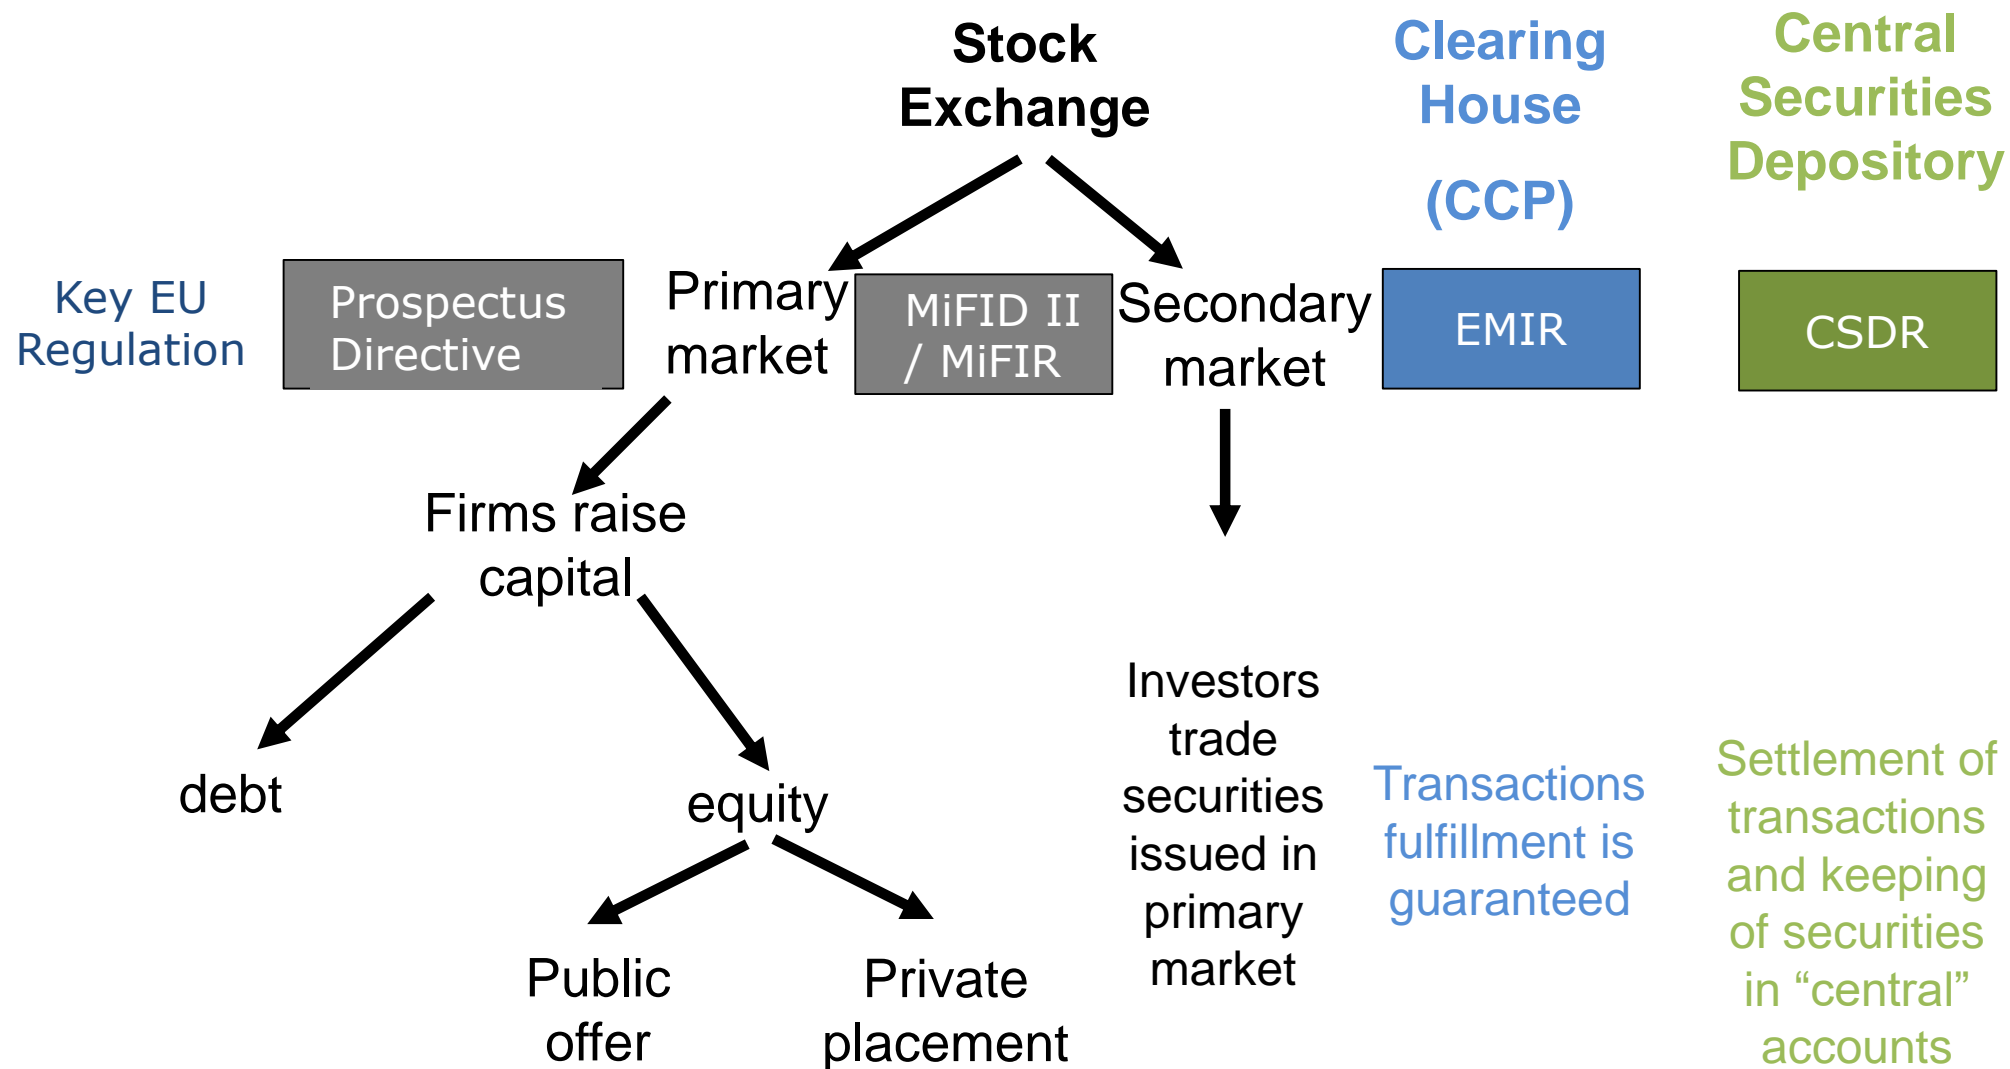 Stock
Exchange
Clearing
House
(CCP)
Central
Securities
Depository
Key EU
Regulation
Prospectus
Directive
Primary
market
MiFID II
/ MiFIR
Secondary
market
EMIR
CSDR
Firms raise
capital
debt
equity
Public
offer
Private
placement
Investors
trade
securities
issued in
primary
market
Transactions
fulfillment is
guaranteed
Settlement of
transactions
and keeping
of securities
in “central”
accounts